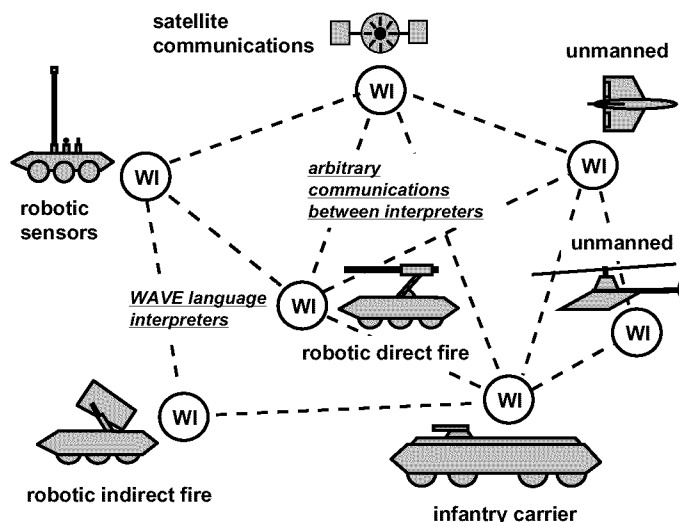 satellite
communications
WI
unmanned
WI
WI
robotic
sensors
arbitrary
communications
between interpreters
unmanned
WAVE language
interpreters
WI
robotic direct fire
WI
WI
WI
robotic indirect fire
infantry carrier